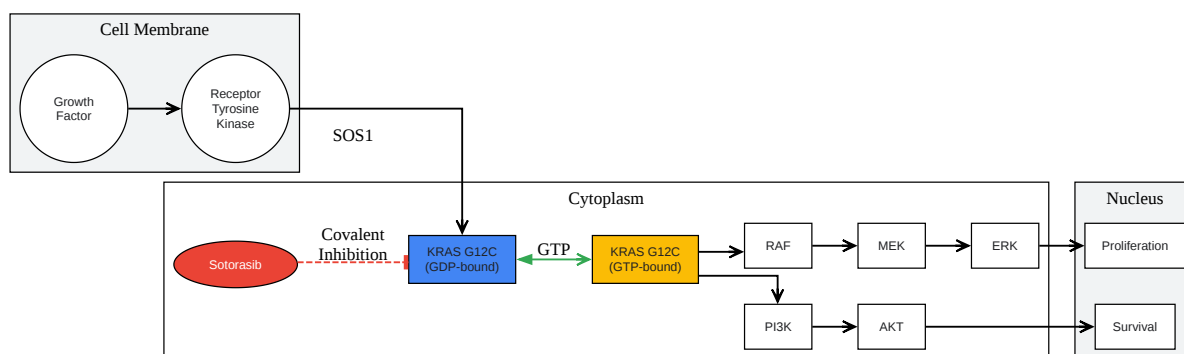 Cell Membrane
Growth
Factor
Receptor
Tyrosine
Kinase
SOS1
Cytoplasm
Nucleus
Sotorasib
Covalent
Inhibition
KRAS G12C
(GDP-bound)
GTP
KRAS G12C
(GTP-bound)
RAF
MEK
ERK
Proliferation
PI3K
AKT
Survival